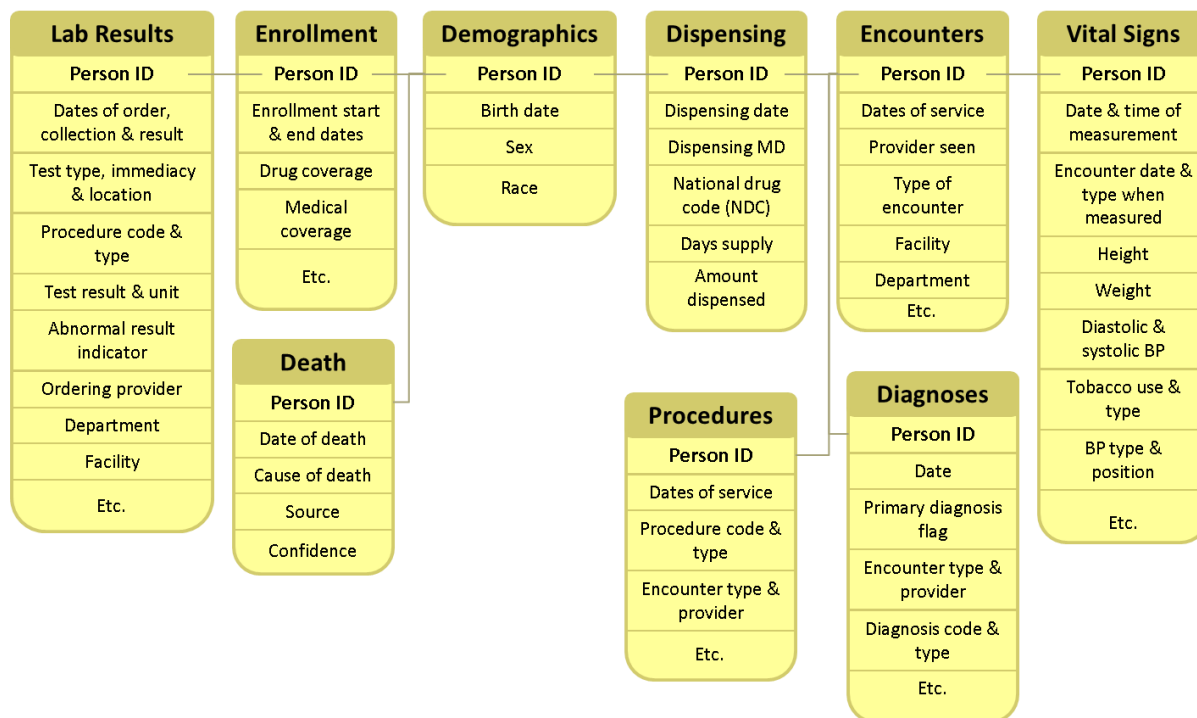 Lab Results
Person ID
Dates of order,
collection & result
Test type, immediacy
& location
Procedure code &
type
Test result & unit
Abnormal result
indicator
Ordering provider
Department
Facility
Etc.
Enrollment
Person ID
Enrollment start
& end dates
Drug coverage
Medical
coverage
Etc.
Death
Person ID
Date of death
Cause of death
Source
Confidence
Demographics
Person ID
Birth date
Sex
Race
Dispensing
Person ID
Dispensing date
Dispensing MD
National drug
code (NDC)
Days supply
Amount
dispensed
Procedures
Person ID
Dates of service
Procedure code &
type
Encounter type &
provider
Etc.
Encounters
Person ID
Dates of service
Provider seen
Type of
encounter
Facility
Department
Etc.
Diagnoses
Person ID
Date
Primary diagnosis
flag
Encounter type &
provider
Diagnosis code &
type
Etc.
Vital Signs
Person ID
Date & time of
measurement
Encounter date &
type when
measured
Height
Weight
Diastolic &
systolic BP
Tobacco use &
type
BP type &
position
Etc.